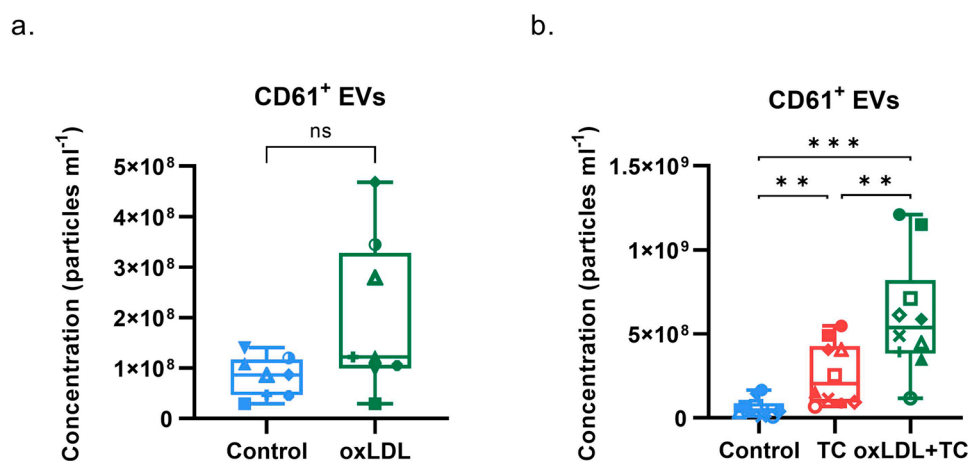 a.
CD61⁺ EVs
ns
Concentration (particles ml⁻¹)
5×10⁸
4×10⁸
3×10⁸
2×10⁸
1×10⁸
0
Control oxLDL
b.
CD61⁺ EVs
***
** **
Concentration (particles ml⁻¹)
1.5×10⁹
1×10⁹
5×10⁸
0
Control TC oxLDL+TC